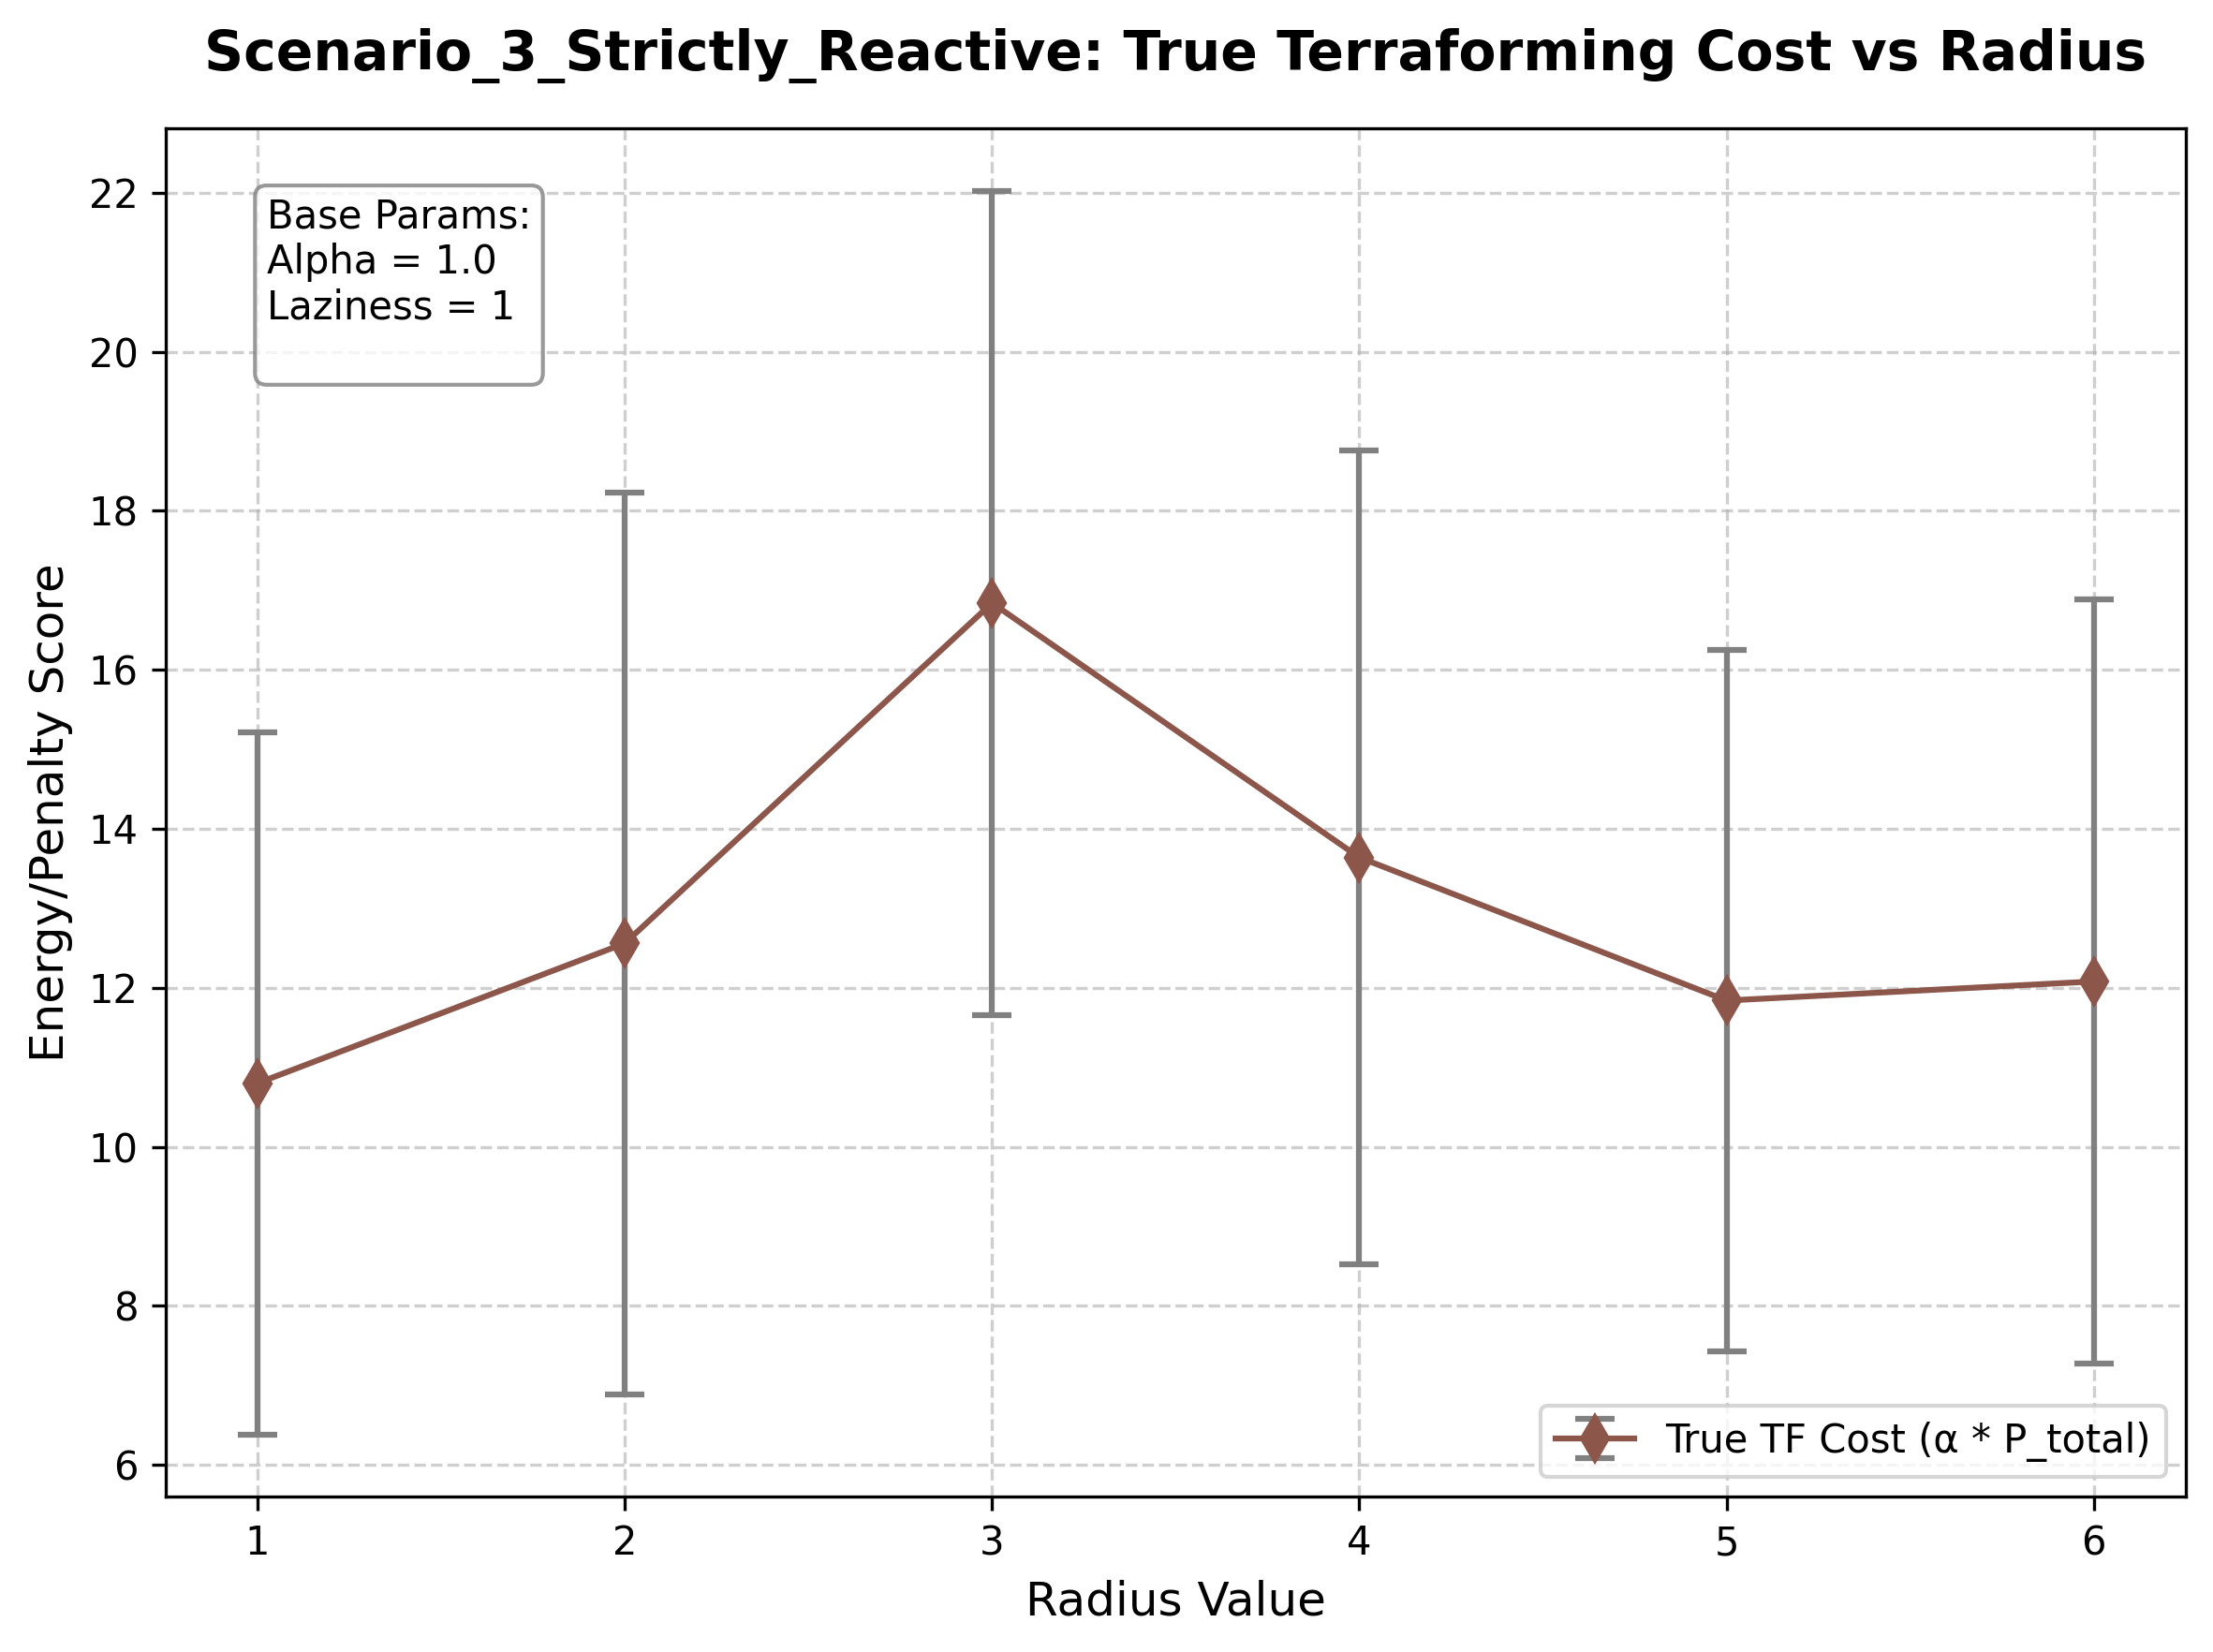 Scenario_3_Strictly_Reactive: True Terraforming Cost vs Radius
Energy/Penalty Score
22
20
18
16
14
12
10
8
6
Base Params:
Alpha = 1.0
Laziness = 1
True TF Cost (α * P_total)
1 2 3 4 5 6
Radius Value